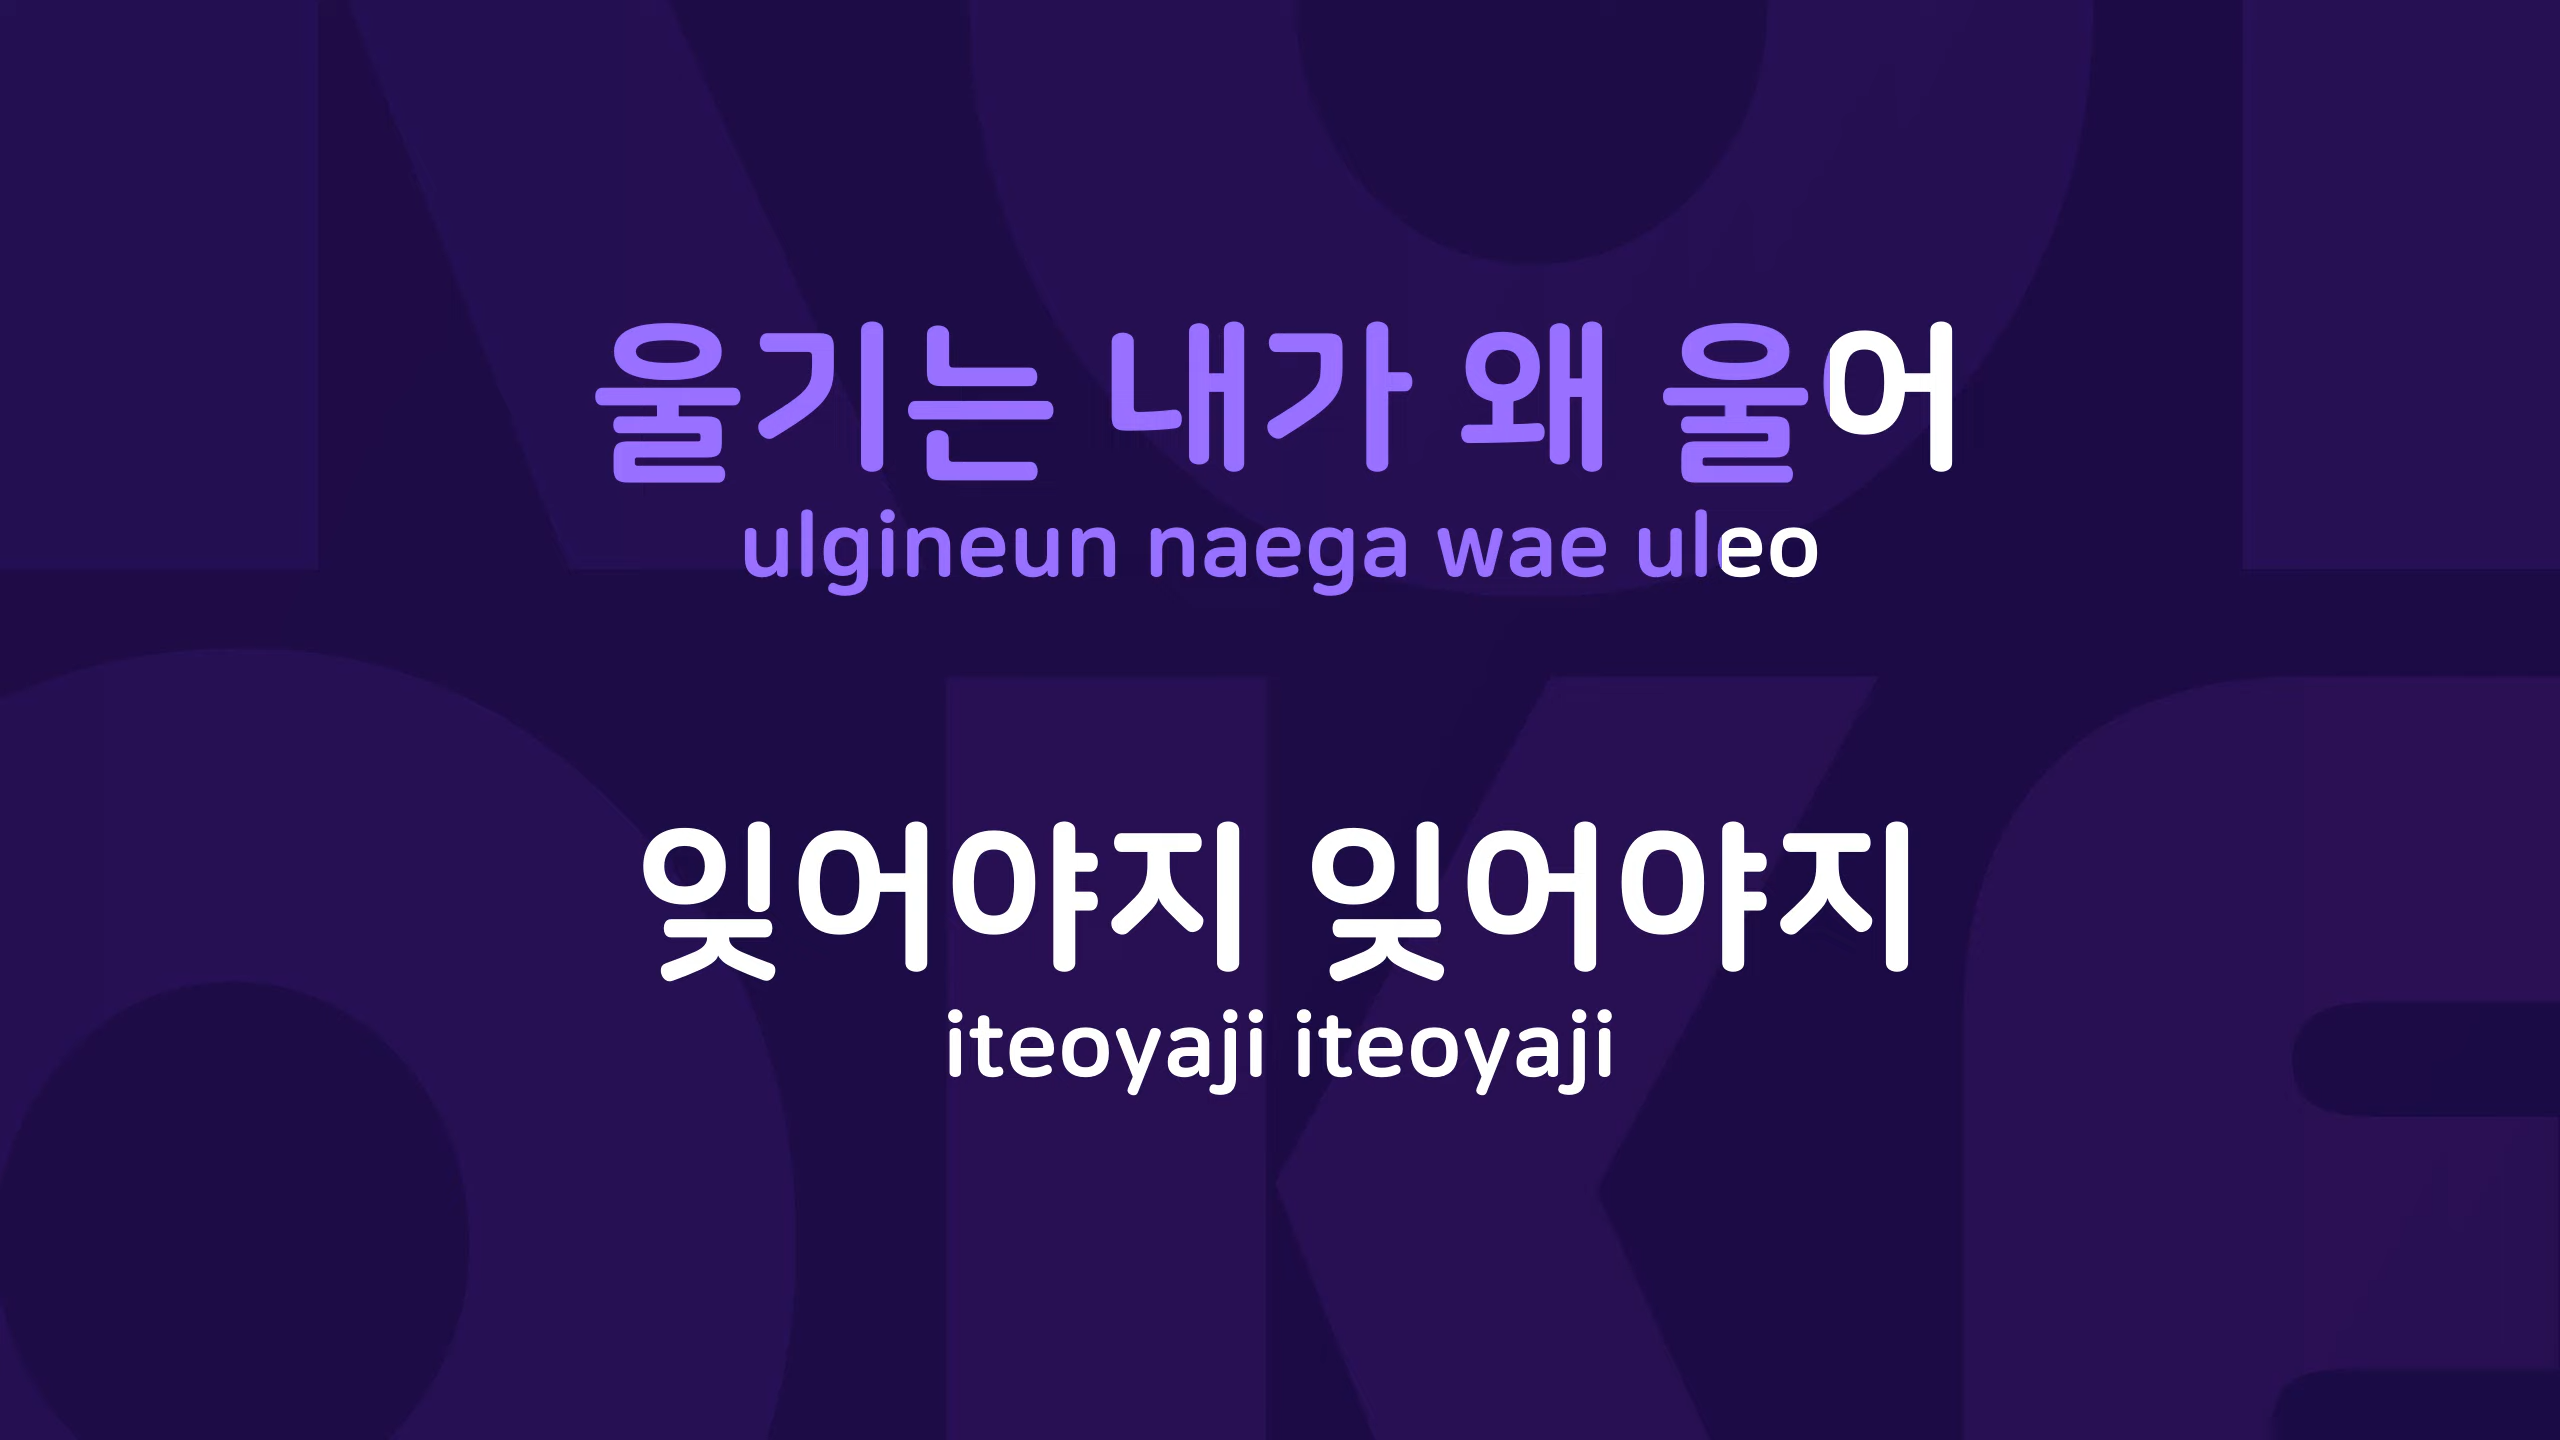 울기는 내가 왜 울어
ulgineun naega wae uleo
잊어야지 잊어야지
iteoyaji iteoyaji